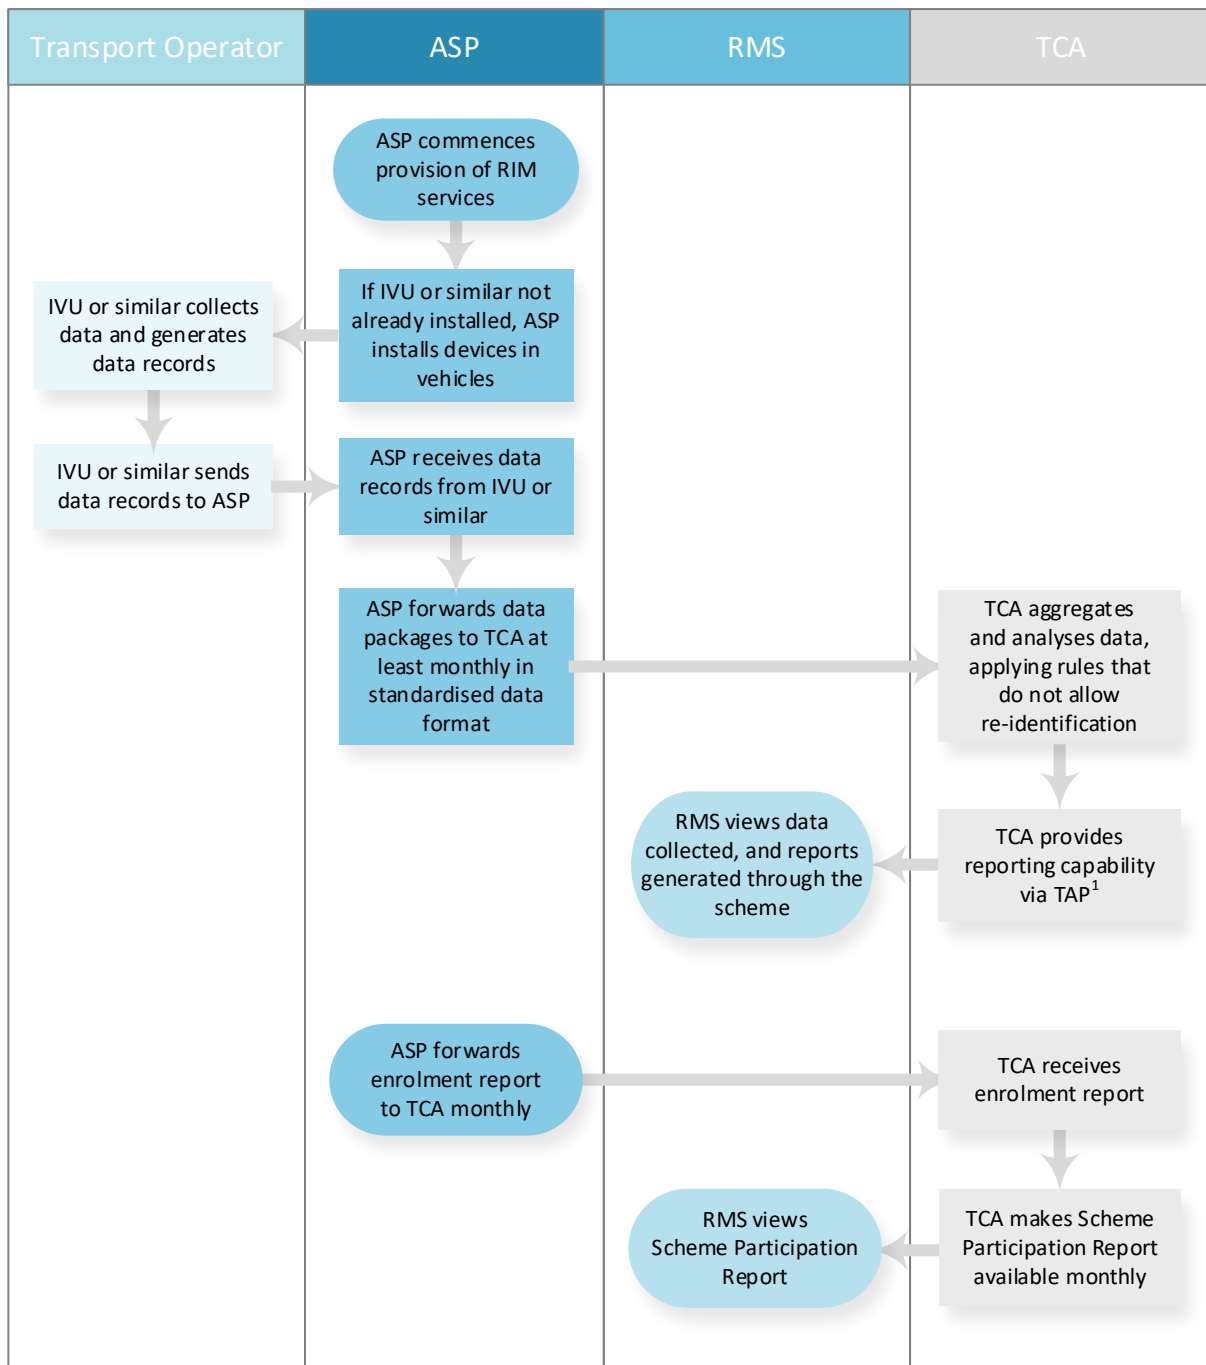 Transport Operator
ASP
RMS
TCA
ASP commences
provision of RIM
services
If IVU or similar not
already installed, ASP
installs devices in
vehicles
IVU or similar collects
data and generates
data records
IVU or similar sends
data records to ASP
ASP receives data
records from IVU or
similar
ASP forwards data
packages to TCA at
least monthly in
standardised data
format
TCA aggregates
and analyses data,
applying rules that
do not allow
re-identification
TCA provides
reporting capability
via TAP¹
RMS views data
collected, and reports
generated through the
scheme
ASP forwards
enrolment report
to TCA monthly
TCA receives
enrolment report
TCA makes Scheme
Participation Report
available monthly
RMS views
Scheme Participation
Report